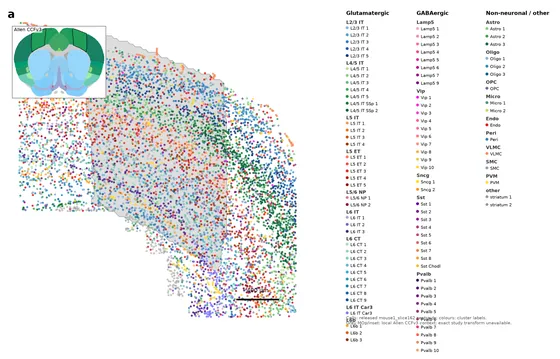 a
Allen CCFv3
Glutamatergic
L2/3 IT
L2/3 IT 1
L2/3 IT 2
L2/3 IT 3
L2/3 IT 4
L2/3 IT 5
L4/5 IT
L4/5 IT 1
L4/5 IT 2
L4/5 IT 3
L4/5 IT 4
L4/5 IT 5
L4/5 IT SSp 1
L4/5 IT SSp 2
L5 IT
L5 IT 1
L5 IT 2
L5 IT 3
L5 IT 4
L5 ET
L5 ET 1
L5 ET 2
L5 ET 3
L5 ET 4
L5 ET 5
L5/6 NP
L5/6 NP 1
L5/6 NP 2
L6 IT
L6 IT 1
L6 IT 2
L6 IT 3
L6 CT
L6 CT 1
L6 CT 2
L6 CT 3
L6 CT 4
L6 CT 5
L6 CT 6
L6 CT 7
L6 CT 8
L6 CT 9
L6 IT Car3
L6 IT Car3
L6b
L6b 1
L6b 2
L6b 3
GABAergic
Lamp5
Lamp5 1
Lamp5 2
Lamp5 3
Lamp5 4
Lamp5 5
Lamp5 6
Lamp5 7
Lamp5 8
Lamp5 9
Vip
Vip 1
Vip 2
Vip 3
Vip 4
Vip 5
Vip 6
Vip 7
Vip 8
Vip 9
Vip 10
Sncg
Sncg 1
Sncg 2
Sst
Sst 1
Sst 2
Sst 3
Sst 4
Sst 5
Sst 6
Sst 7
Sst 8
Sst Chodl
Pvalb
Pvalb 1
Pvalb 2
Pvalb 3
Pvalb 4
Pvalb 5
Pvalb 7
Pvalb 8
Pvalb 9
Pvalb 10
Non-neuronal / other
Astro
Astro 1
Astro 2
Astro 3
Oligo
Oligo 1
Oligo 2
Oligo 3
OPC
OPC
Micro
Micro 1
Micro 2
Endo
Endo
Peri
Peri
VLMC
VLMC
SMC
SMC
PVM
PVM
other
striatum 1
striatum 2
colours: cluster labels.
local Allen CCFv3 context; exact study transform unavailable.